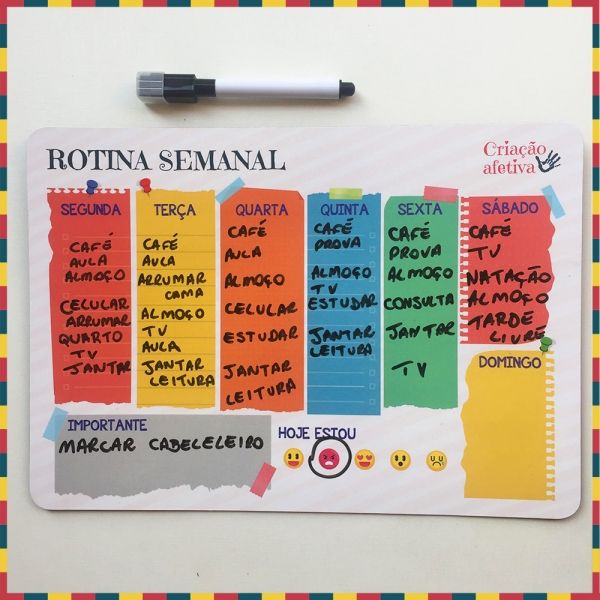 ROTINA SEMANAL
Criação
afetiva
SEGUNDA
CAFÉ
AULA
ALMOÇO
CELULAR
ARRUMAR
QUARTO
TV
JANTAR
TERÇA
CAFÉ
AULA
ARRUMAR
CAMA
ALMOÇO
TV
AULA
JANTAR
LEITURA
QUARTA
CAFÉ
AULA
ALMOÇO
CELULAR
ESTUDAR
JANTAR
LEITURA
QUINTA
CAFÉ
PROVA
ALMOÇO
TV
ESTUDAR
JANTAR
LEITURA
SEXTA
CAFÉ
PROVA
ALMOÇO
CONSULTA
JANTAR
TV
SÁBADO
CAFÉ
TV
NATAÇÃO
ALMOÇO
TARDE
LIVRE
DOMINGO
IMPORTANTE
MARCAR CABELELEIRO
HOJE ESTOU